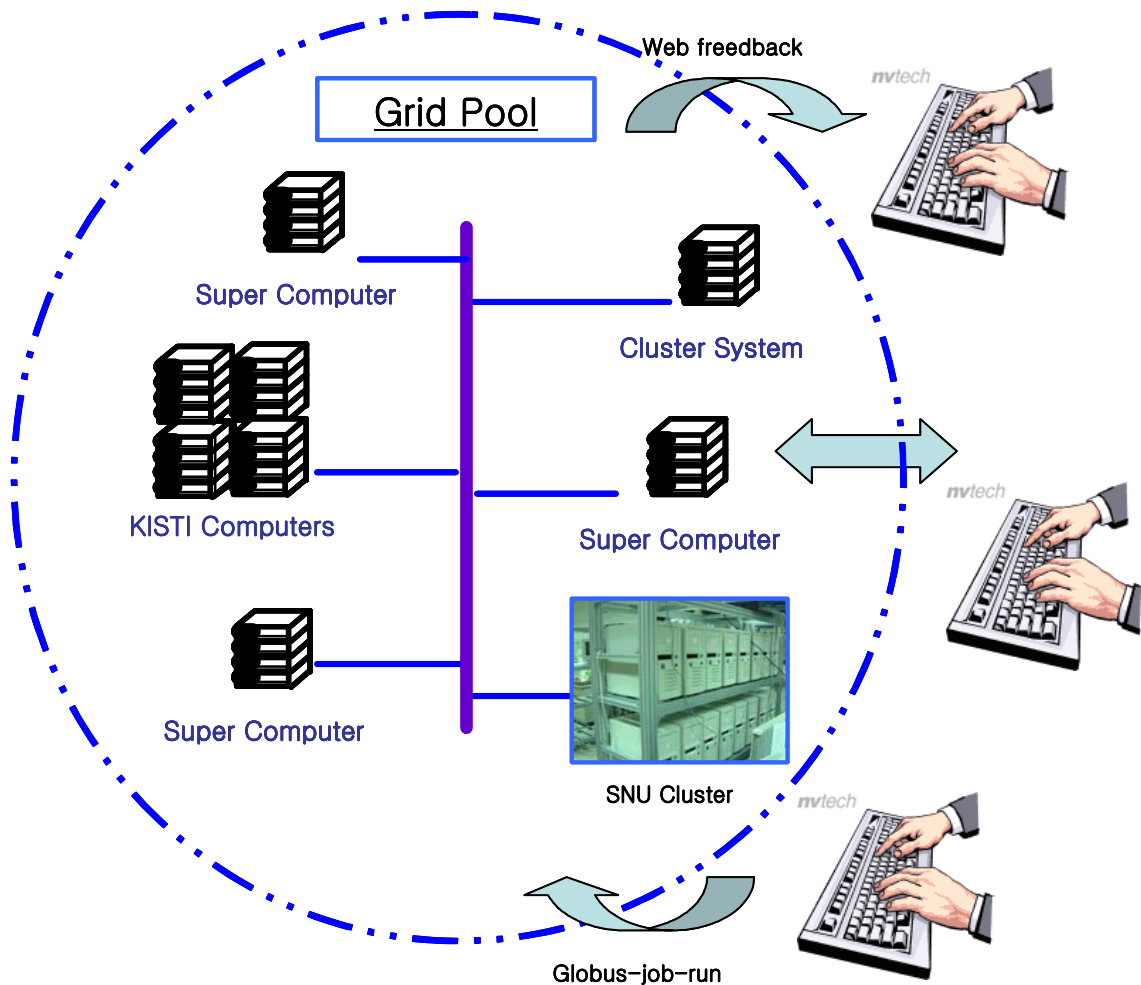 Web freedback
nvtech
Grid Pool
Super Computer
Cluster System
KISTI Computers
nvtech
Super Computer
Super Computer
SNU Cluster
nvtech
Globus-job-run